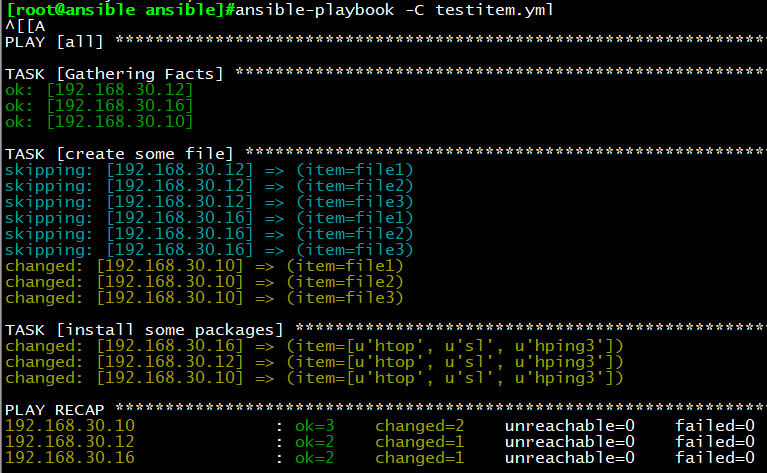 [root@ansible ansible]#ansible-playbook -C testitem.yml
^[[A
PLAY [all] *****************************************************************
TASK [Gathering Facts] *****************************************************
ok: [192.168.30.12]
ok: [192.168.30.16]
ok: [192.168.30.10]
TASK [create some file] ****************************************************
skipping: [192.168.30.12] => (item=file1)
skipping: [192.168.30.12] => (item=file2)
skipping: [192.168.30.12] => (item=file3)
skipping: [192.168.30.16] => (item=file1)
skipping: [192.168.30.16] => (item=file2)
skipping: [192.168.30.16] => (item=file3)
changed: [192.168.30.10] => (item=file1)
changed: [192.168.30.10] => (item=file2)
changed: [192.168.30.10] => (item=file3)
TASK [install some packages] ***********************************************
changed: [192.168.30.16] => (item=[u'htop', u'sl', u'hping3'])
changed: [192.168.30.12] => (item=[u'htop', u'sl', u'hping3'])
changed: [192.168.30.10] => (item=[u'htop', u'sl', u'hping3'])
PLAY RECAP *****************************************************************
192.168.30.10              : ok=3    changed=2    unreachable=0    failed=0
192.168.30.12              : ok=2    changed=1    unreachable=0    failed=0
192.168.30.16              : ok=2    changed=1    unreachable=0    failed=0